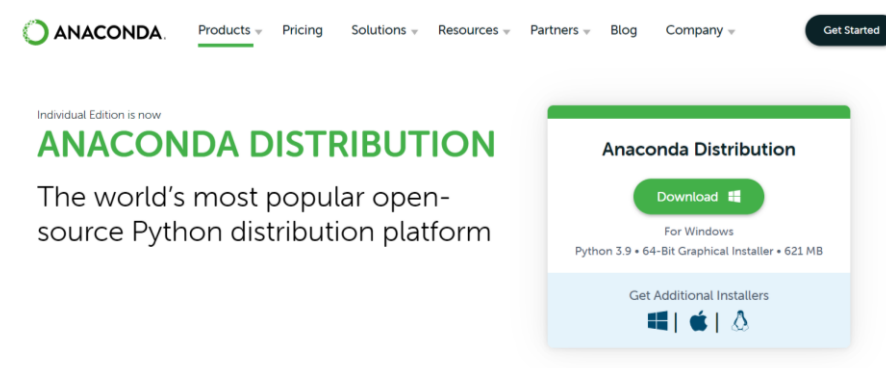 ANACONDA.
Products
Pricing
Solutions
Resources
Partners
Blog
Company
Get Started
Individual Edition is now
ANACONDA DISTRIBUTION
The world's most popular open-
source Python distribution platform
Anaconda Distribution
Download
For Windows
Python 3.9 • 64-Bit Graphical Installer • 621 MB
Get Additional Installers